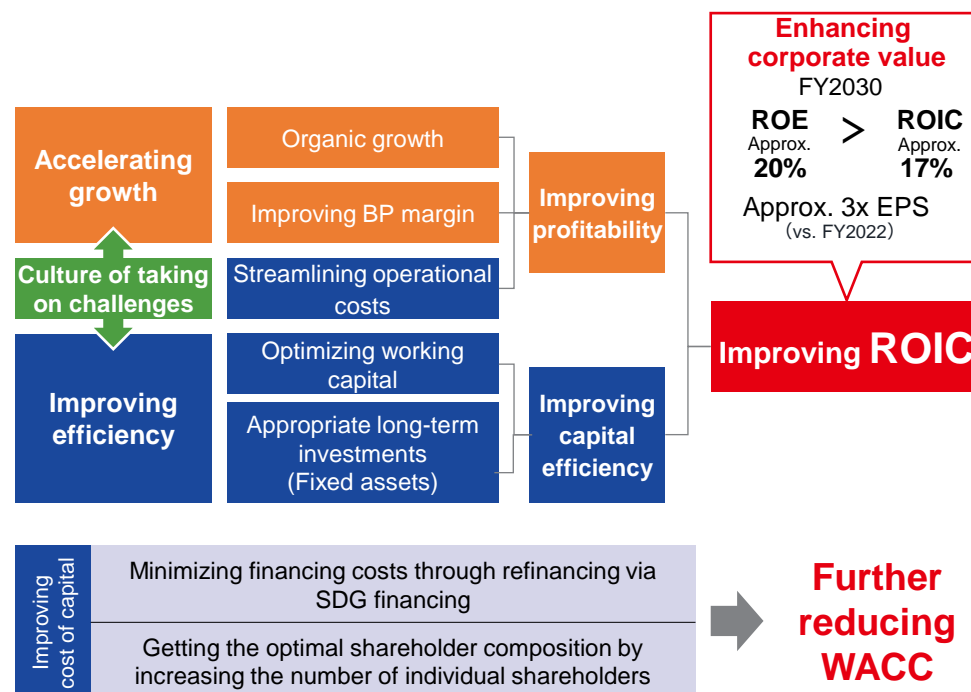 Enhancing
corporate value
FY2030
ROE
Approx.
20%
>
ROIC
Approx.
17%
Approx. 3x EPS
(vs. FY2022)
Accelerating
growth
Culture of taking
on challenges
Improving
efficiency
Organic growth
Improving BP margin
Streamlining operational
costs
Optimizing working
capital
Appropriate long-term
investments
(Fixed assets)
Improving
profitability
Improving
capital
efficiency
Improving ROIC
Improving
cost of capital
Minimizing financing costs through refinancing via
SDG financing
Getting the optimal shareholder composition by
increasing the number of individual shareholders
Further
reducing
WACC